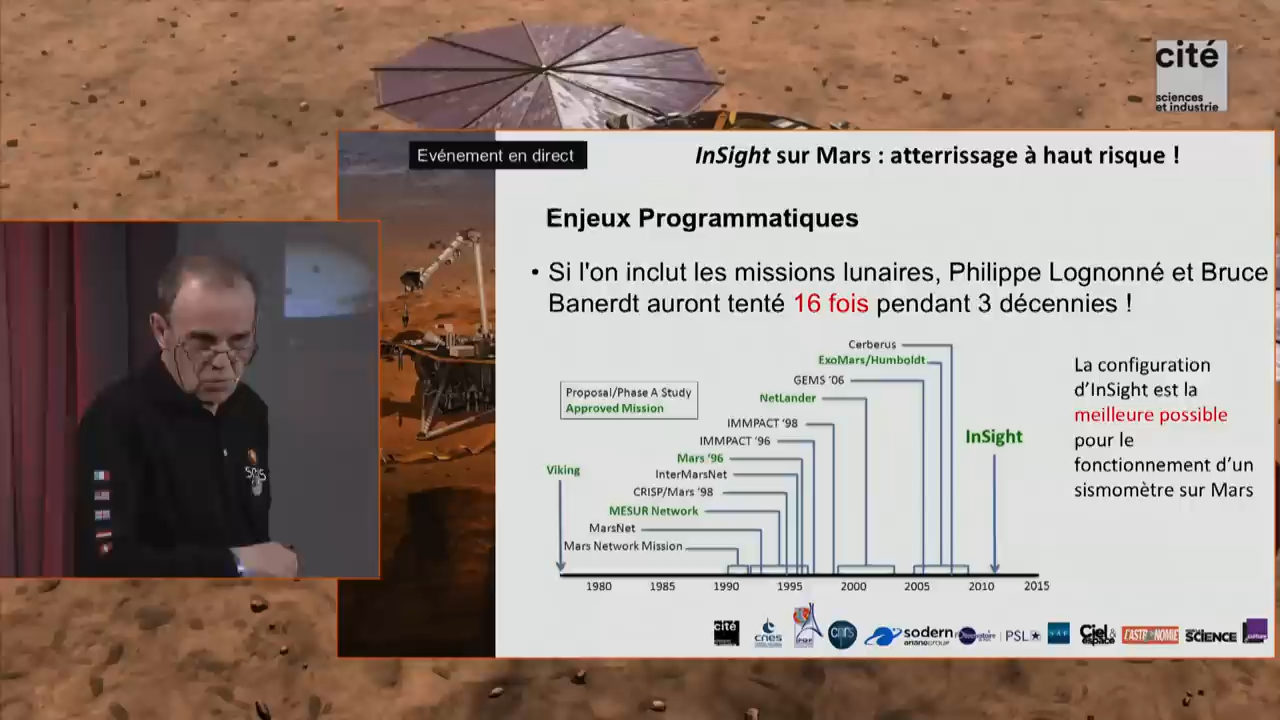 cité
sciences
et industrie
Evénement en direct
InSight sur Mars : atterrissage à haut risque !
Enjeux Programmatiques
• Si l'on inclut les missions lunaires, Philippe Lognonné et Bruce
Banerdt auront tenté 16 fois pendant 3 décennies !
Cerberus
ExoMars/Humboldt
GEMS '06
Proposal/Phase A Study
Approved Mission
NetLander
IMMPACT '98
IMMPACT '96
Mars '96
InterMarsNet
CRISP/Mars '98
MESUR Network
MarsNet
Mars Network Mission
Viking
InSight
1980 1985 1990 1995 2000 2005 2010 2015
La configuration
d'InSight est la
meilleure possible
pour le
fonctionnement d'un
sismomètre sur Mars
cité
cnes
cnrs
sodern
arianegroup
Observatoire
PSL
SAF
Ciel &
espace
L'ASTRONOMIE
SCIENCE
culture